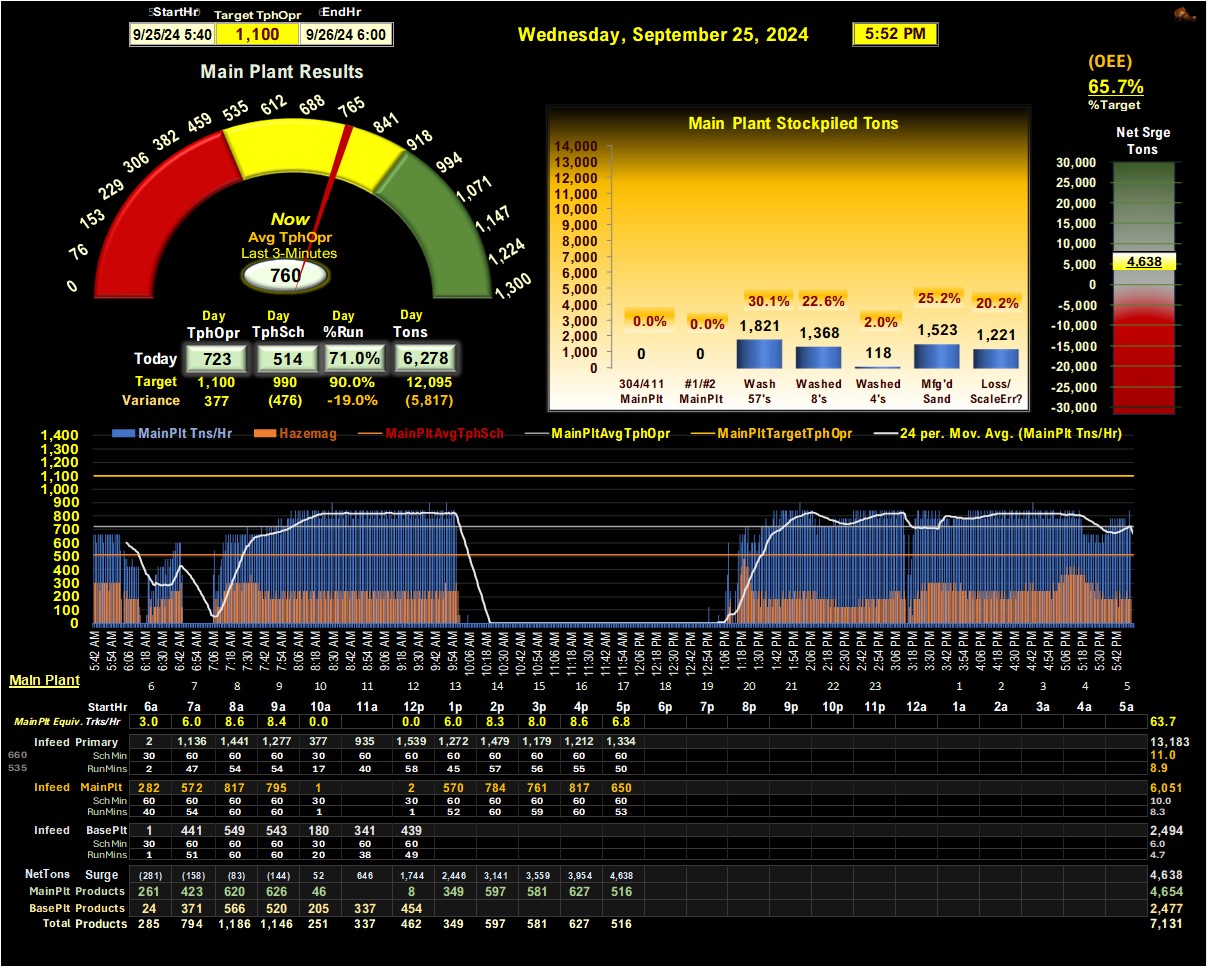 StartHr Target TphOpr EndHr
9/25/24 5:40 1,100 9/26/24 6:00
Wednesday, September 25, 2024 5:52 PM
(OEE)
65.7%
%Target
Main Plant Results
0 76 153 229 306 382 459 535 612 688 765 841 918 994 1,071 1,147 1,224 1,300
Now
Avg TphOpr
Last 3-Minutes
760
Day Day Day Day
TphOpr TphSch %Run Tons
Today 723 514 71.0% 6,278
Target 1,100 990 90.0% 12,095
Variance 377 (476) -19.0% (5,817)
Main Plant Stockpiled Tons
14,000
13,000
12,000
11,000
10,000
9,000
8,000
7,000
6,000
5,000
4,000
3,000
2,000
1,000
0
0.0% 0.0% 30.1% 22.6% 2.0% 25.2% 20.2%
0 0 1,821 1,368 118 1,523 1,221
304/411 #1/#2 Wash Washed Washed Mfg'd Loss/
MainPlt MainPlt 57's 8's 4's Sand ScaleErr?
Net Srge
Tons
30,000
25,000
20,000
15,000
10,000
5,000
0
-5,000
-10,000
-15,000
-20,000
-25,000
-30,000
4,638
MainPlt Tns/Hr Hazemag MainPltAvgTphSch MainPltAvgTphOpr MainPltTargetTphOpr 24 per. Mov. Avg. (MainPlt Tns/Hr)
1,400
1,300
1,200
1,100
1,000
900
800
700
600
500
400
300
200
100
0
5:42 AM 5:54 AM 6:06 AM 6:18 AM 6:30 AM 6:42 AM 6:54 AM 7:06 AM 7:18 AM 7:30 AM 7:42 AM 7:54 AM 8:06 AM 8:18 AM 8:30 AM 8:42 AM 8:54 AM 9:06 AM 9:18 AM 9:30 AM 9:42 AM 9:54 AM 10:06 AM 10:18 AM 10:30 AM 10:42 AM 10:54 AM 11:06 AM 11:18 AM 11:30 AM 11:42 AM 11:54 AM 12:06 PM 12:18 PM 12:30 PM 12:42 PM 12:54 PM 1:06 PM 1:18 PM 1:30 PM 1:42 PM 1:54 PM 2:06 PM 2:18 PM 2:30 PM 2:42 PM 2:54 PM 3:06 PM 3:18 PM 3:30 PM 3:42 PM 3:54 PM 4:06 PM 4:18 PM 4:30 PM 4:42 PM 4:54 PM 5:06 PM 5:18 PM 5:30 PM 5:42 PM
Main Plant
6 7 8 9 10 11 12 13 14 15 16 17 18 19 20 21 22 23 1 2 3 4 5
StartHr 6a 7a 8a 9a 10a 11a 12p 1p 2p 3p 4p 5p 6p 7p 8p 9p 10p 11p 12a 1a 2a 3a 4a 5a
MainPlt Equiv. Trks/Hr 3.0 6.0 8.6 8.4 0.0 0.0 6.0 8.3 8.0 8.6 6.8 63.7
Infeed Primary 2 1,136 1,441 1,277 377 935 1,539 1,272 1,479 1,179 1,212 1,334 13,183
660 SchMin 30 60 60 60 30 60 60 60 60 60 60 60 11.0
535 RunMins 2 47 54 54 17 40 58 45 57 56 55 50 8.9
Infeed MainPlt 282 572 817 795 1 2 570 784 761 817 650 6,051
SchMin 60 60 60 60 30 30 60 60 60 60 60 10.0
RunMins 40 54 60 60 1 1 52 60 59 60 53 8.3
Infeed BasePlt 1 441 549 543 180 341 439 2,494
SchMin 30 60 60 60 30 60 60 6.0
RunMins 1 51 60 60 20 38 49 4.7
NetTons Surge (281) (158) (83) (144) 52 646 1,744 2,446 3,141 3,559 3,954 4,638 4,638
MainPlt Products 261 423 620 626 46 8 349 597 581 627 516 4,654
BasePlt Products 24 371 566 520 205 337 454 2,477
Total Products 285 794 1,186 1,146 251 337 462 349 597 581 627 516 7,131